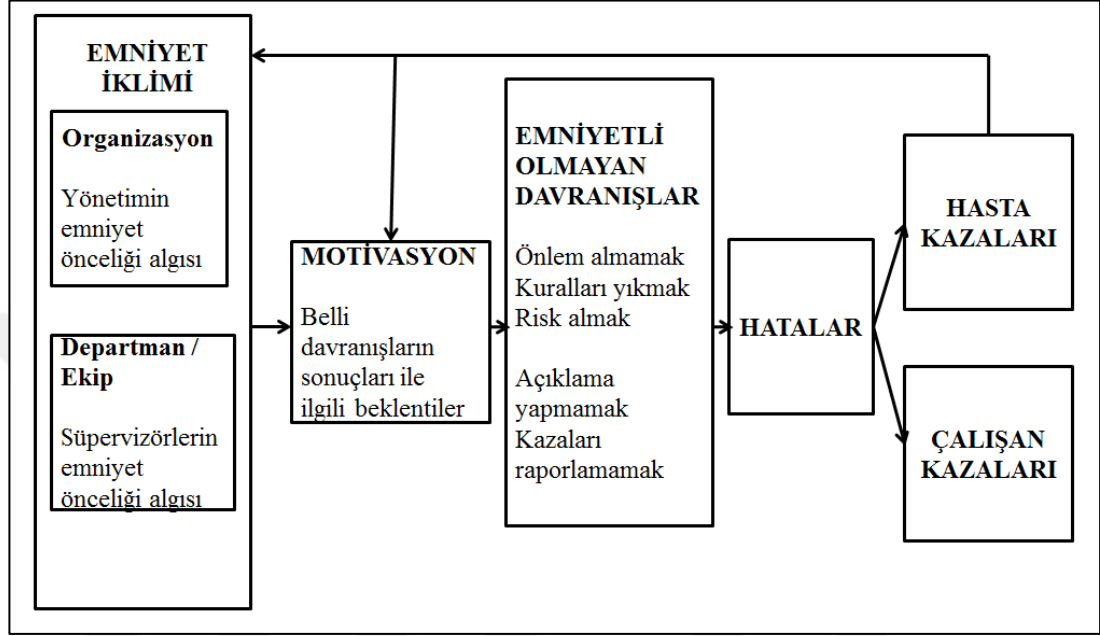 EMNİYET
İKLİMİ
Organizasyon
Yönetimin
emniyet
önceliği algısı
Departman /
Ekip
Süpervizörlerin
emniyet
önceliği algısı
MOTİVASYON
Belli
davranışların
sonuçları ile
ilgili beklentiler
EMNİYETLİ
OLMAYAN
DAVRANIŞLAR
Önlem almamak
Kuralları yıkmak
Risk almak
Açıklama
yapmamak
Kazaları
raporlamamak
HATALAR
HASTA
KAZALARI
ÇALIŞAN
KAZALARI